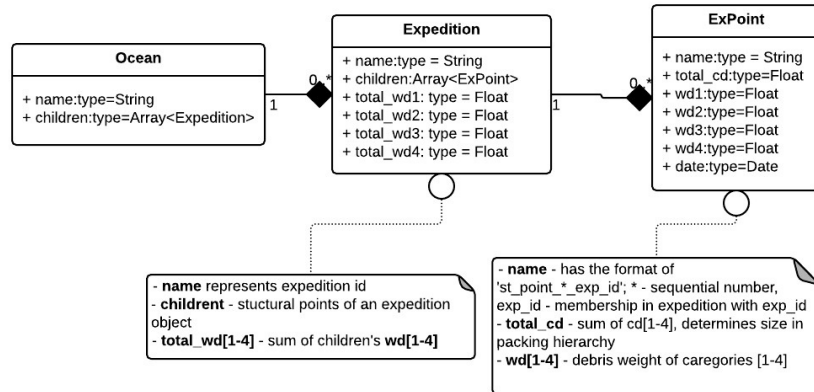 Ocean
+ name:type=String
+ children:type=Array<Expedition>
1
0..*
Expedition
+ name:type = String
+ children:Array<ExPoint>
+ total_wd1: type = Float
+ total_wd2: type = Float
+ total_wd3: type = Float
+ total_wd4: type = Float
1
0..*
ExPoint
+ name:type = String
+ total_cd:type=Float
+ wd1:type=Float
+ wd2:type=Float
+ wd3:type=Float
+ wd4:type=Float
+ date:type=Date
- name represents expedition id
- childrent - stuctural points of an expedition
object
- total_wd[1-4] - sum of children's wd[1-4]
- name - has the format of
'st_point_*_exp_id'; * - sequential number,
exp_id - membership in expedition with exp_id
- total_cd - sum of cd[1-4], determines size in
packing hierarchy
- wd[1-4] - debris weight of caregories [1-4]